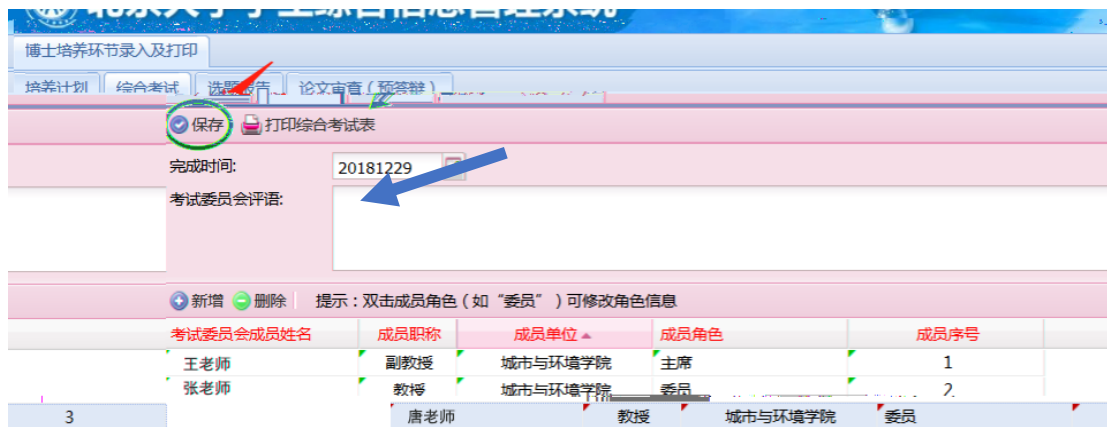 博士培养环节录入及打印
培养计划 综合考试 选题报告 论文审查（预答辩）
保存 打印综合考试表
完成时间: 20181229
考试委员会评语:
新增 删除 提示：双击成员角色（如“委员”）可修改角色信息
考试委员会成员姓名 成员职称 成员单位 成员角色 成员序号
王老师 副教授 城市与环境学院 主席 1
张老师 教授 城市与环境学院 委员 2
3 唐老师 教授 城市与环境学院 委员